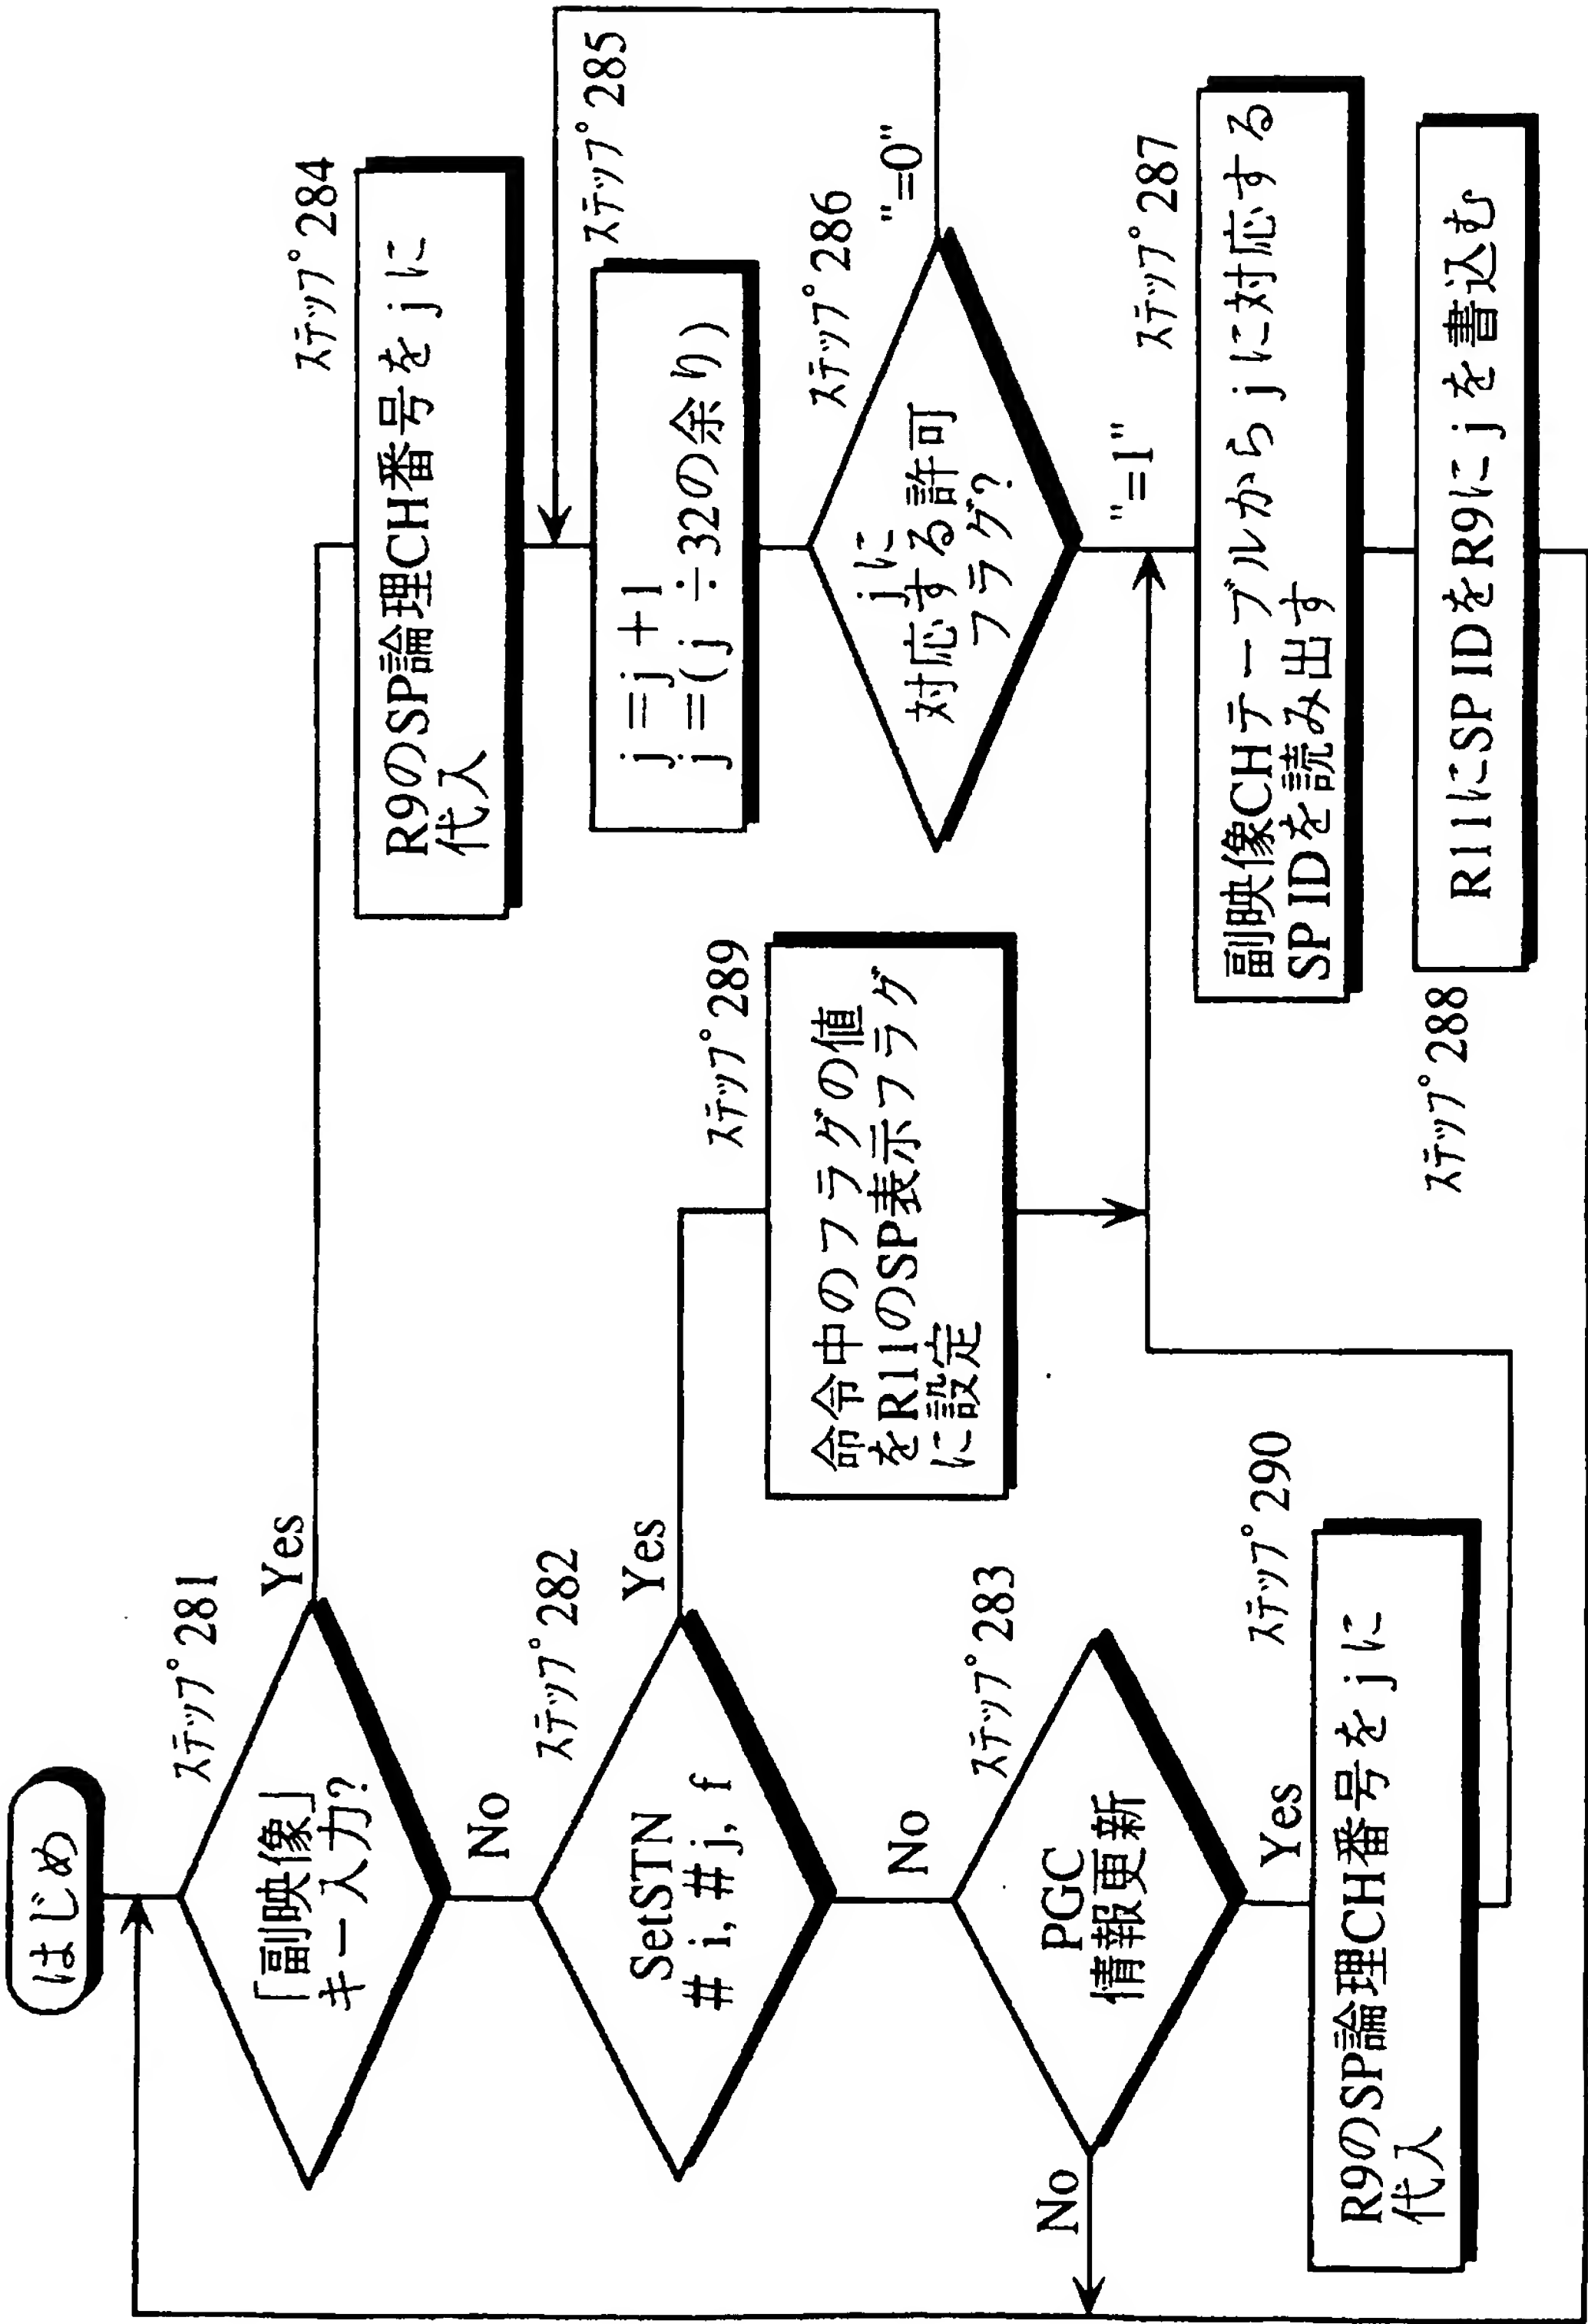 はじめ
ステップ281
「副映像」
キー入力?
Yes
No
ステップ282
SetSTN
# i, # j, f
Yes
No
ステップ283
PGC
情報更新
No
Yes
ステップ290
R9のSP論理CH番号を j に
代入
ステップ289
命令中のフラグの値
をR11のSP表示フラグ
に設定
ステップ284
R9のSP論理CH番号を j に
代入
ステップ285
j =j +1
j =( j ÷32の余り)
ステップ286
j に
対応する許可
フラグ?
"=0"
"=1"
ステップ287
副映像CHテーブルから j に対応する
SP IDを読み出す
ステップ288
R11にSP IDをR9に j を書込む